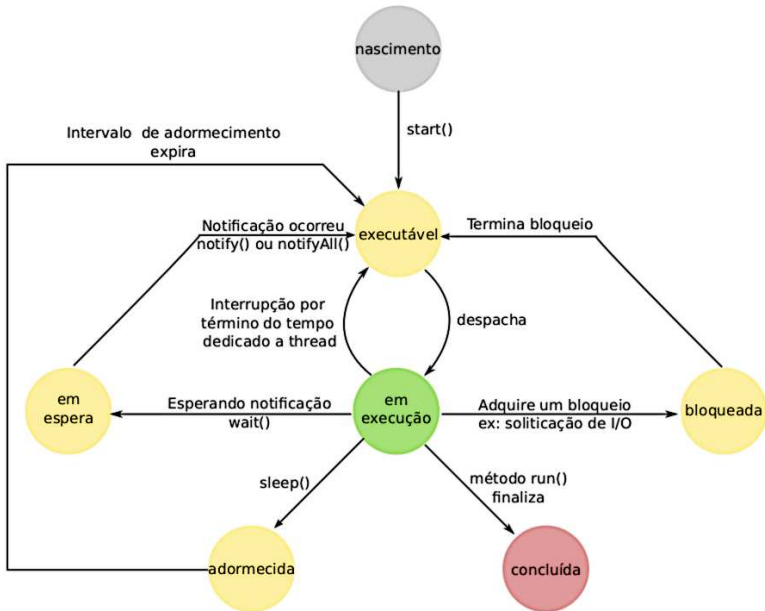 nascimento
start()
Intervalo de adormecimento
expira
Notificação ocorreu
notify() ou notifyAll()
executável
Termina bloqueio
Interrupção por
término do tempo
dedicado a thread
despacha
em
espera
Esperando notificação
wait()
em
execução
Adquire um bloqueio
ex: soliticação de I/O
bloqueada
sleep()
método run()
finaliza
adormecida
concluída